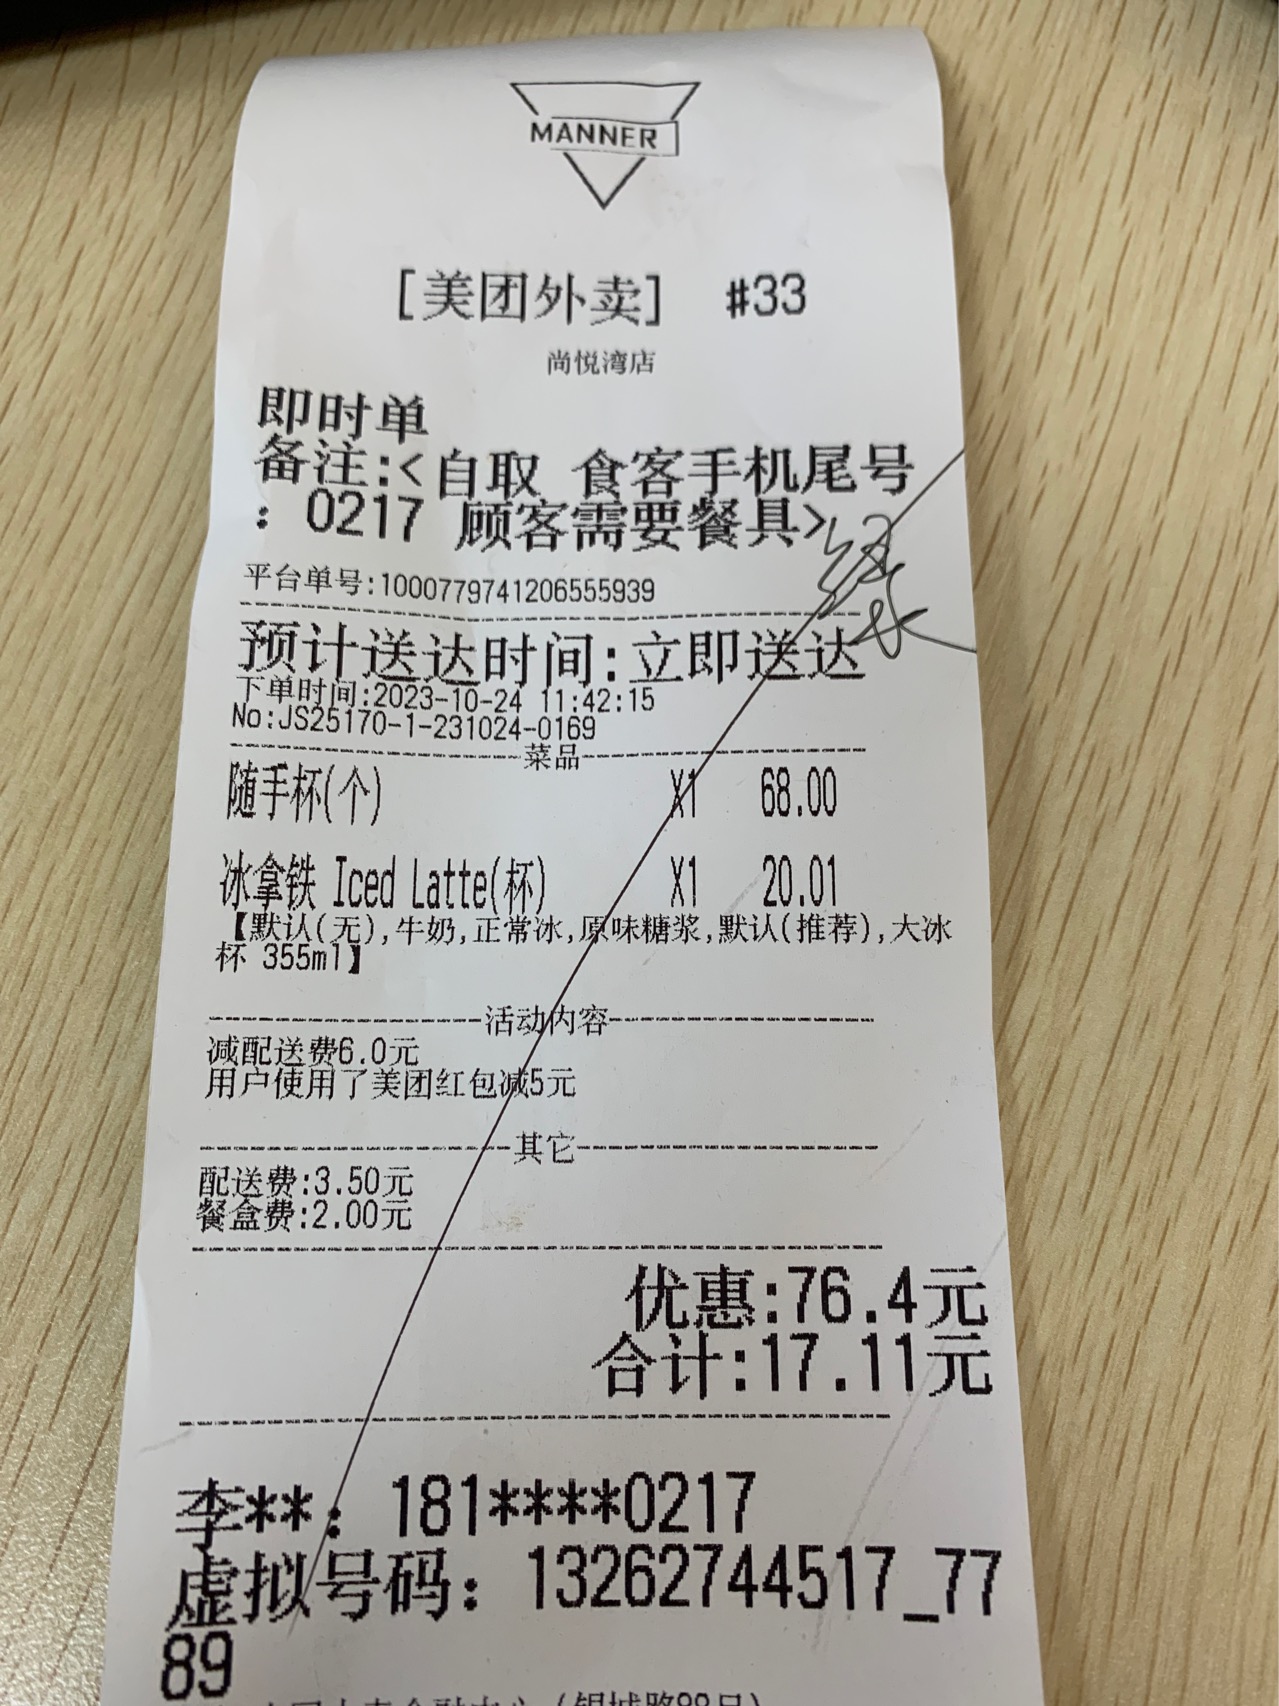 MANNER
[美团外卖] #33
尚悦湾店
即时单
备注:<自取 食客手机尾号
: 0217 顾客需要餐具>
平台单号:1000779741206555939
预计送达时间:立即送达
下单时间:2023-10-24 11:42:15
No:JS25170-1-231024-0169
菜品
随手杯(个) X1 68.00
冰拿铁 Iced Latte(杯) X1 20.01
【默认(无),牛奶,正常冰,原味糖浆,默认(推荐),大冰
杯 355ml】
活动内容
减配送费6.0元
用户使用了美团红包减5元
其它
配送费:3.50元
餐盒费:2.00元
优惠:76.4元
合计:17.11元
李**: 181****0217
虚拟号码: 13262744517_77
89
(银城路99号)